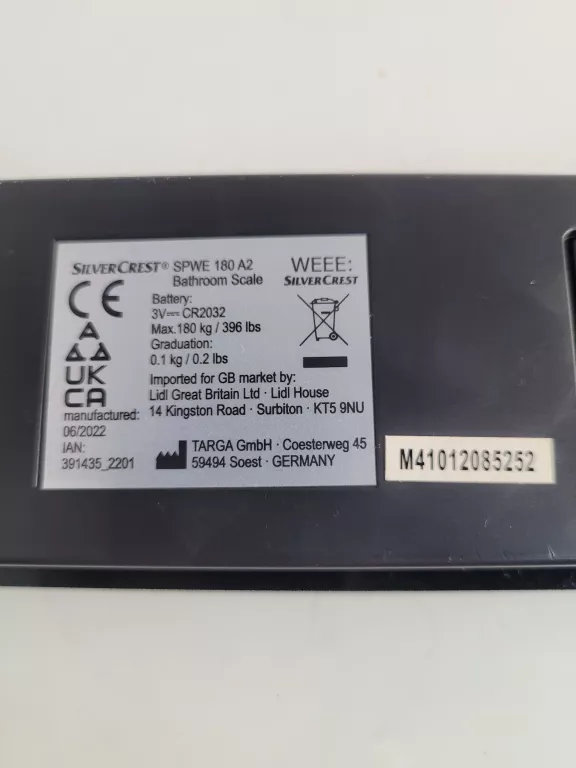 SILVERCREST® SPWE 180 A2
Bathroom Scale
WEEE:
SILVERCREST
CE
Battery:
3V⎓CR2032
Max.180 kg / 396 lbs
Graduation:
0.1 kg / 0.2 lbs
UK
CA
Imported for GB market by:
Lidl Great Britain Ltd · Lidl House
14 Kingston Road · Surbiton · KT5 9NU
manufactured:
06/2022
IAN:
391435_2201
TARGA GmbH · Coesterweg 45
59494 Soest · GERMANY
M41012085252